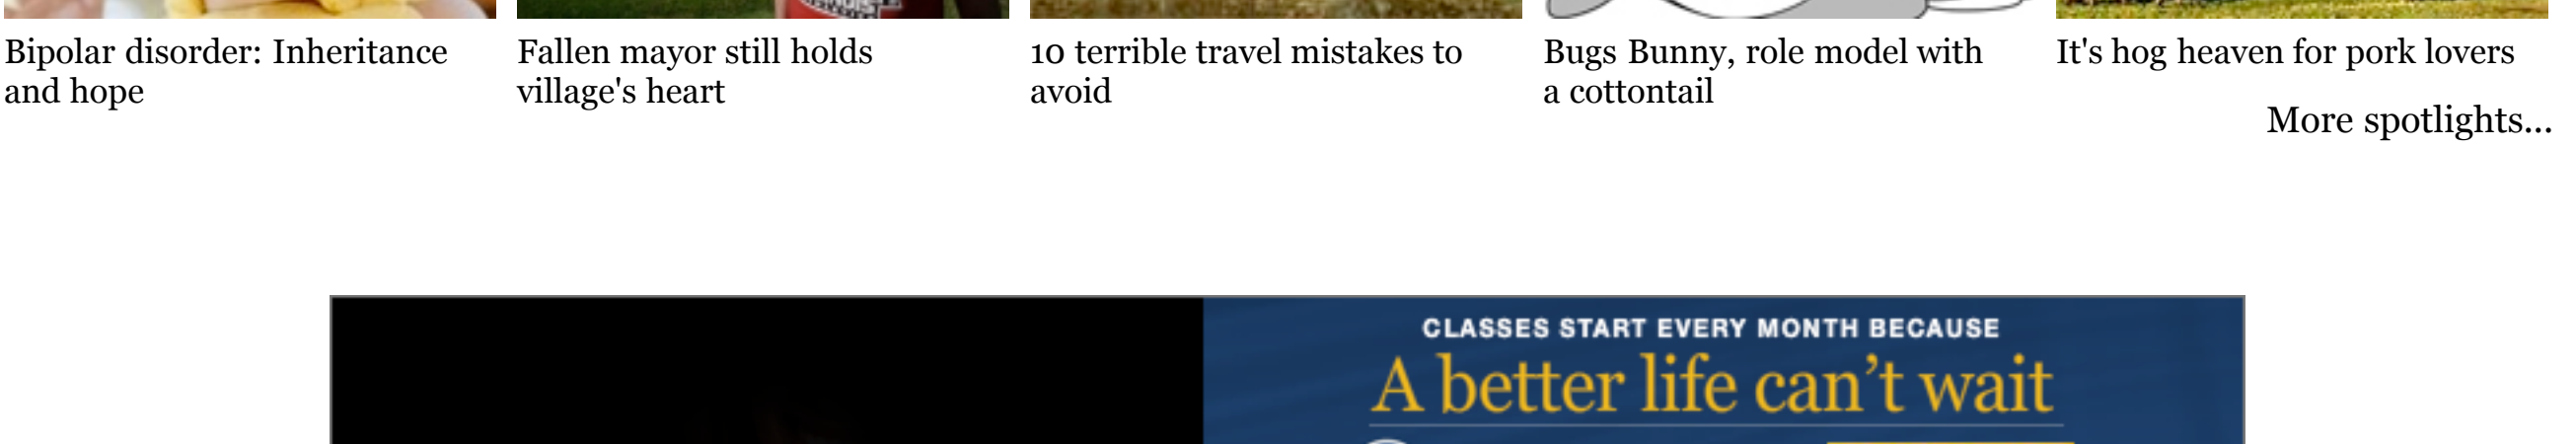 Bipolar disorder: Inheritance
and hope
Fallen mayor still holds
village's heart
10 terrible travel mistakes to
avoid
Bugs Bunny, role model with
a cottontail
It's hog heaven for pork lovers
More spotlights...
CLASSES START EVERY MONTH BECAUSE
A better life can’t wait